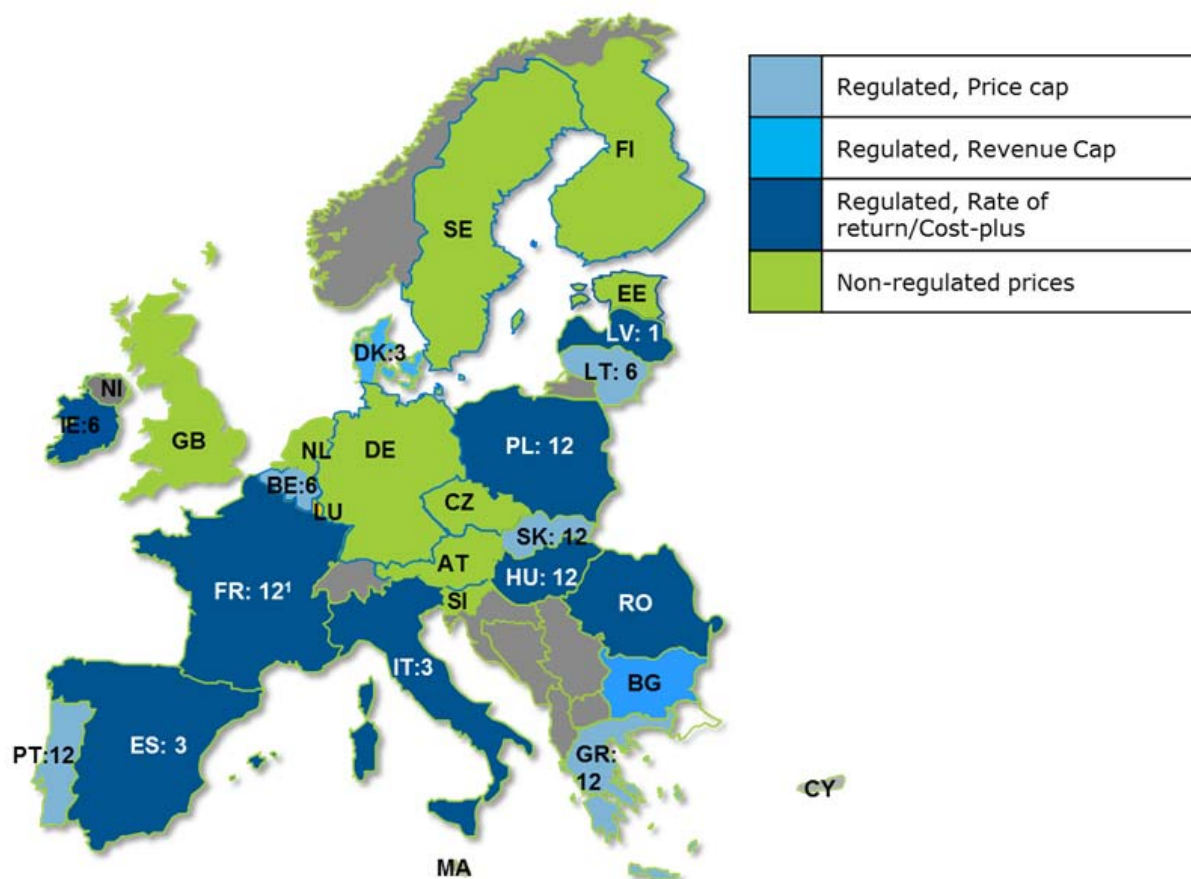 Regulated, Price cap
Regulated, Revenue Cap
Regulated, Rate of
return/Cost-plus
Non-regulated prices
FI
SE
EE
LV: 1
DK:3
LT: 6
NI
IE:6
GB
NL
DE
PL: 12
BE:6
CZ
LU
SK: 12
AT
HU: 12
FR: 12¹
SI
RO
IT:3
BG
PT:12
ES: 3
GR:
12
CY
MA